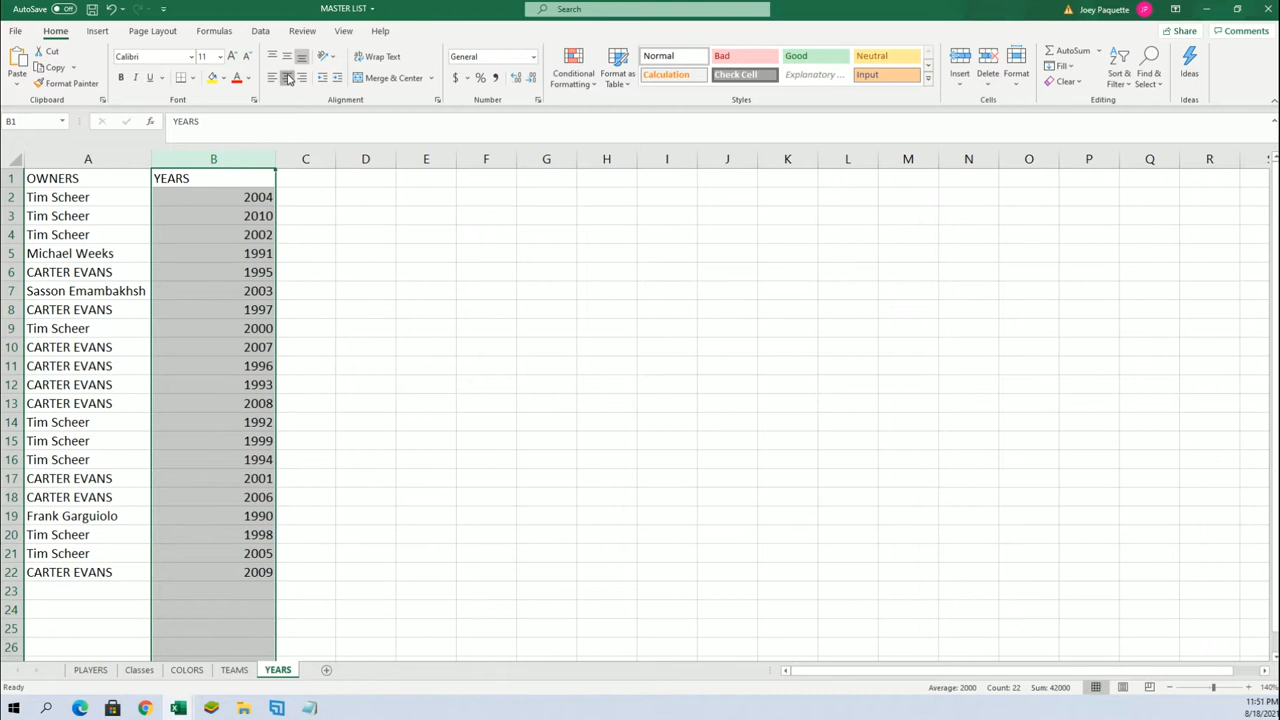 AutoSave Off MASTER LIST Search Joey Paquette JP
File Home Insert Page Layout Formulas Data Review View Help Share Comments
Paste Cut Copy Format Painter Clipboard
Calibri 11 B I U A Font
Wrap Text Merge & Center Alignment
General $ % Number
Conditional Formatting Format as Table
Normal Bad Good Neutral
Calculation Check Cell Explanatory ... Input
Styles
Insert Delete Format Cells
AutoSum Fill Clear Sort & Filter Find & Select Editing
Ideas Ideas
B1 fx YEARS
A B C D E F G H I J K L M N O P Q R
1 OWNERS YEARS
2 Tim Scheer 2004
3 Tim Scheer 2010
4 Tim Scheer 2002
5 Michael Weeks 1991
6 CARTER EVANS 1995
7 Sasson Emambakhsh 2003
8 CARTER EVANS 1997
9 Tim Scheer 2000
10 CARTER EVANS 2007
11 CARTER EVANS 1996
12 CARTER EVANS 1993
13 CARTER EVANS 2008
14 Tim Scheer 1992
15 Tim Scheer 1999
16 Tim Scheer 1994
17 CARTER EVANS 2001
18 CARTER EVANS 2006
19 Frank Garguiolo 1990
20 Tim Scheer 1998
21 Tim Scheer 2005
22 CARTER EVANS 2009
23
24
25
26
PLAYERS Classes COLORS TEAMS YEARS
Ready Average: 2000 Count: 22 Sum: 42000 140%
11:51 PM